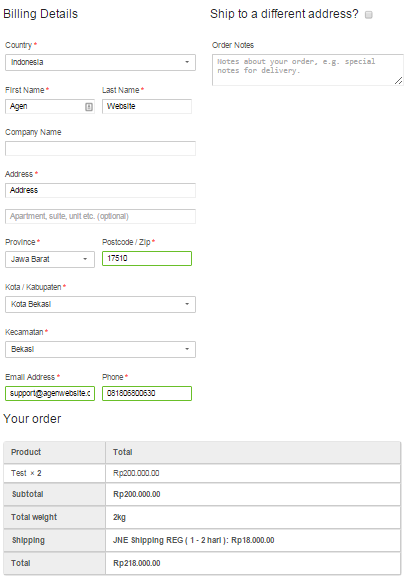 Billing Details
Ship to a different address?
Country *
Indonesia
Order Notes
Notes about your order, e.g. special
notes for delivery.
First Name *
Last Name *
Agen
Website
Company Name
Address *
Address
Apartment, suite, unit etc. (optional)
Province *
Postcode / Zip *
Jawa Barat
17510
Kota / Kabupaten *
Kota Bekasi
Kecamatan *
Bekasi
Email Address *
Phone *
support@agenwebsite.c
081806800630
Your order
Product Total
Test × 2 Rp200.000.00
Subtotal Rp200.000.00
Total weight 2kg
Shipping JNE Shipping REG ( 1 - 2 hari ): Rp18.000.00
Total Rp218.000.00